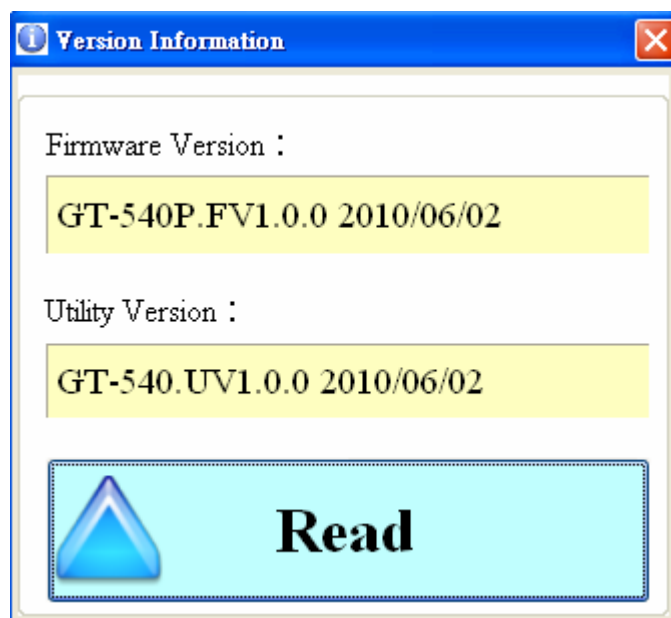 Version Information
Firmware Version：
GT-540P.FV1.0.0 2010/06/02
Utility Version：
GT-540.UV1.0.0 2010/06/02
Read